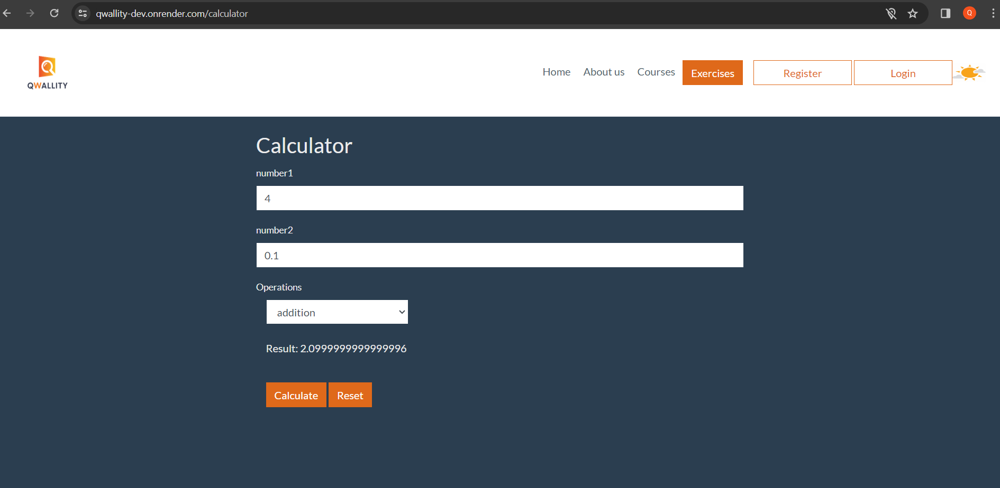 qwallity-dev.onrender.com/calculator
Q
QWALLITY
Home About us Courses Exercises Register Login
Calculator
number1
4
number2
0.1
Operations
addition
Result: 2.0999999999999996
Calculate Reset